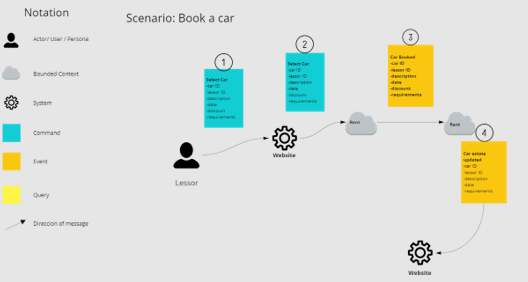 Notation
Actor/ User / Persona
Bounded Context
System
Command
Event
Query
Direccion of message
Scenario: Book a car
1
Select Car
-car ID
-lessor ID
-description
-date
-discount
-requirements
2
Select Car
-car ID
-lessor ID
-description
-date
-discount
-requirements
3
Car Booked
-car ID
-lessor ID
-description
-date
-discount
-requirements
Lessor
Website
Rent
Rent
4
Car estate
updated
-car ID
-lessor ID
-description
-date
-requirements
Website